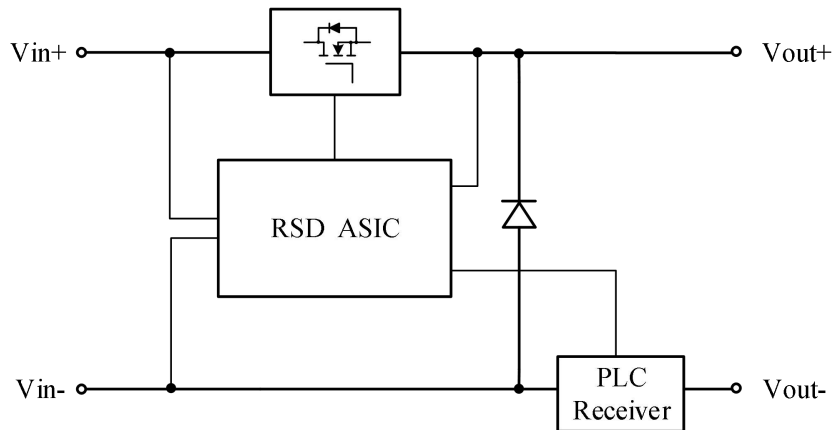 Vin+
Vout+
RSD ASIC
Vin-
PLC
Receiver
Vout-